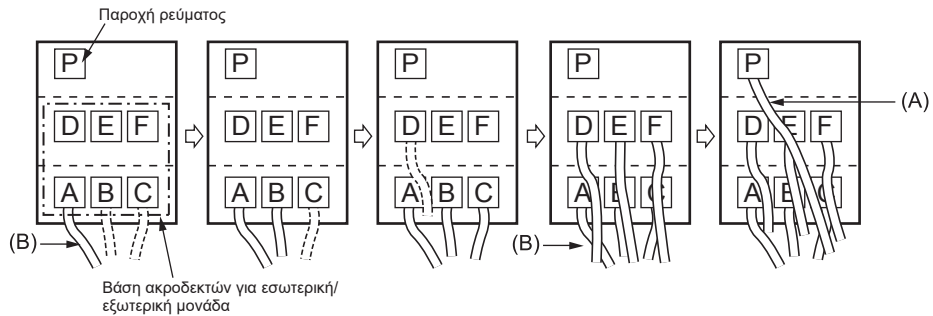 Παροχή ρεύματος
P P P P P
(A)
D E F D E F D E F D E F D E F
A B C A B C A B C A B C A B C
(B) (B)
Βάση ακροδεκτών για εσωτερική/
εξωτερική μονάδα